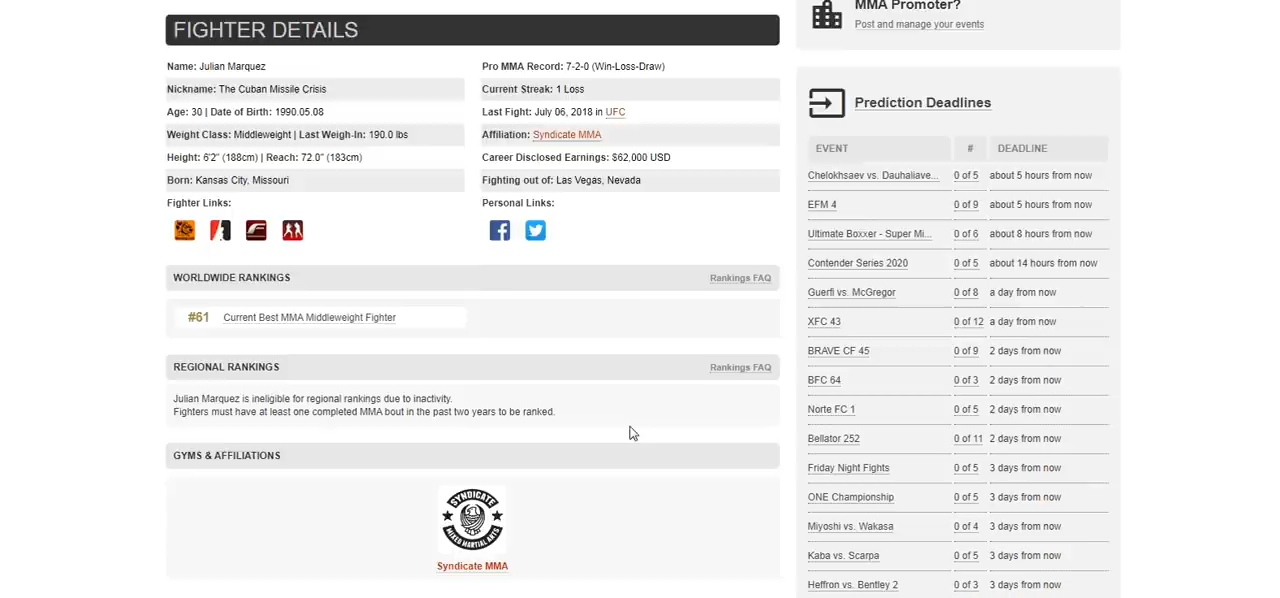 FIGHTER DETAILS
Name: Julian Marquez
Pro MMA Record: 7-2-0 (Win-Loss-Draw)
Nickname: The Cuban Missile Crisis
Current Streak: 1 Loss
Age: 30 | Date of Birth: 1990.05.08
Last Fight: July 06, 2018 in UFC
Weight Class: Middleweight | Last Weigh-In: 190.0 lbs
Affiliation: Syndicate MMA
Height: 6'2" (188cm) | Reach: 72.0" (183cm)
Career Disclosed Earnings: $62,000 USD
Born: Kansas City, Missouri
Fighting out of: Las Vegas, Nevada
Fighter Links:
Personal Links:
WORLDWIDE RANKINGS
Rankings FAQ
#61 Current Best MMA Middleweight Fighter
REGIONAL RANKINGS
Rankings FAQ
Julian Marquez is ineligible for regional rankings due to inactivity.
Fighters must have at least one completed MMA bout in the past two years to be ranked.
GYMS & AFFILIATIONS
SYNDICATE
MIXED MARTIAL ARTS
Syndicate MMA
MMA Promoter?
Post and manage your events
Prediction Deadlines
EVENT # DEADLINE
Chelokhsaev vs. Dauhaliave... 0 of 5 about 5 hours from now
EFM 4 0 of 9 about 5 hours from now
Ultimate Boxxer - Super Mi... 0 of 6 about 8 hours from now
Contender Series 2020 0 of 5 about 14 hours from now
Guerfi vs. McGregor 0 of 8 a day from now
XFC 43 0 of 12 a day from now
BRAVE CF 45 0 of 9 2 days from now
BFC 64 0 of 3 2 days from now
Norte FC 1 0 of 5 2 days from now
Bellator 252 0 of 11 2 days from now
Friday Night Fights 0 of 5 3 days from now
ONE Championship 0 of 5 3 days from now
Miyoshi vs. Wakasa 0 of 4 3 days from now
Kaba vs. Scarpa 0 of 5 3 days from now
Heffron vs. Bentley 2 0 of 3 3 days from now